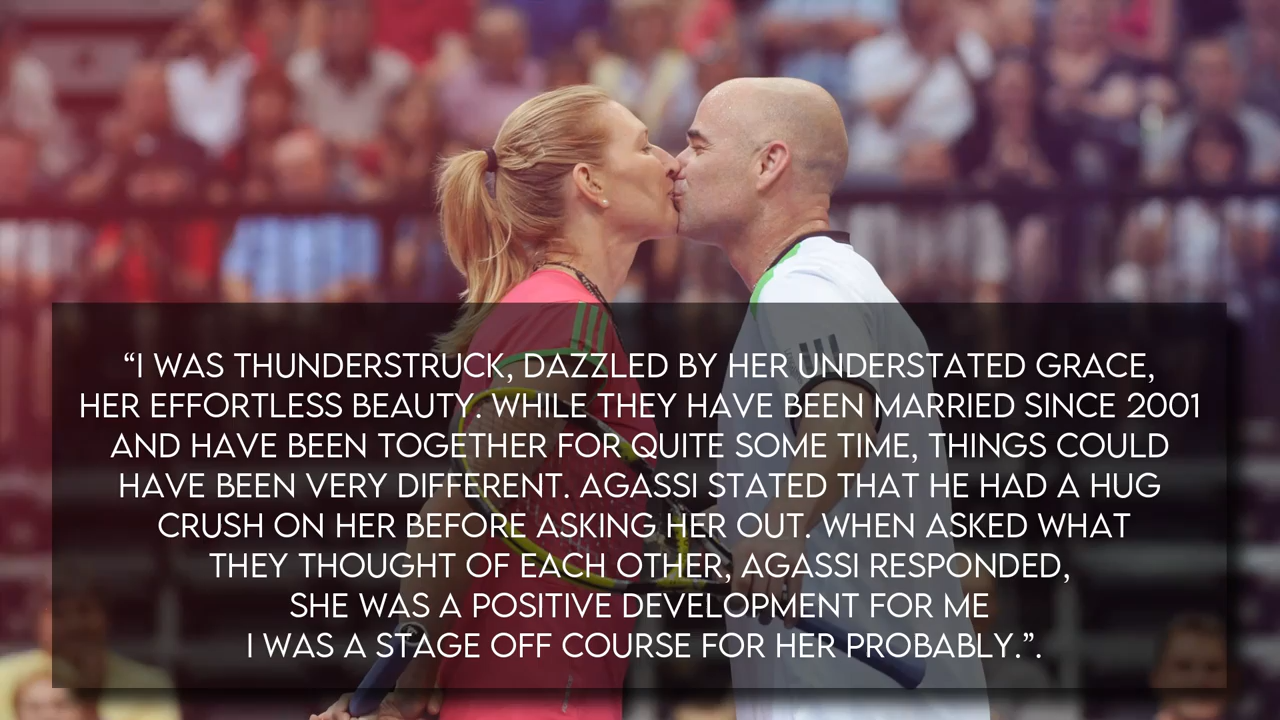 “I WAS THUNDERSTRUCK, DAZZLED BY HER UNDERSTATED GRACE,
HER EFFORTLESS BEAUTY. WHILE THEY HAVE BEEN MARRIED SINCE 2001
AND HAVE BEEN TOGETHER FOR QUITE SOME TIME, THINGS COULD
HAVE BEEN VERY DIFFERENT. AGASSI STATED THAT HE HAD A HUG
CRUSH ON HER BEFORE ASKING HER OUT. WHEN ASKED WHAT
THEY THOUGHT OF EACH OTHER, AGASSI RESPONDED,
SHE WAS A POSITIVE DEVELOPMENT FOR ME
I WAS A STAGE OFF COURSE FOR HER PROBABLY.”.